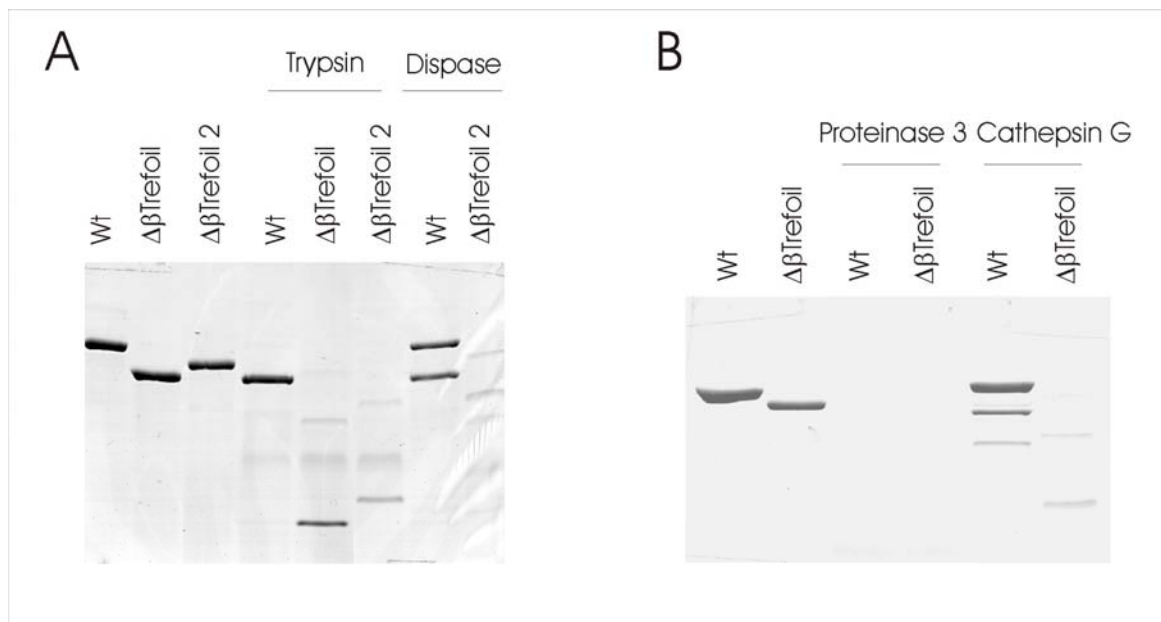 A
Trypsin
Dispase
Wt
ΔβTrefoil
ΔβTrefoil 2
Wt
ΔβTrefoil
ΔβTrefoil 2
Wt
ΔβTrefoil 2
B
Proteinase 3 Cathepsin G
Wt
ΔβTrefoil
Wt
ΔβTrefoil
Wt
ΔβTrefoil